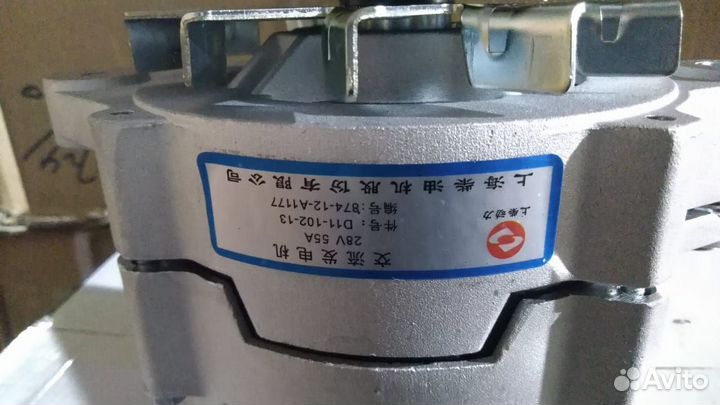 交流发电机
28V 55A
件号：D11-102-13
编号：B74-12-A1177
上海柴油机股份有限公司
上柴动力
Avito